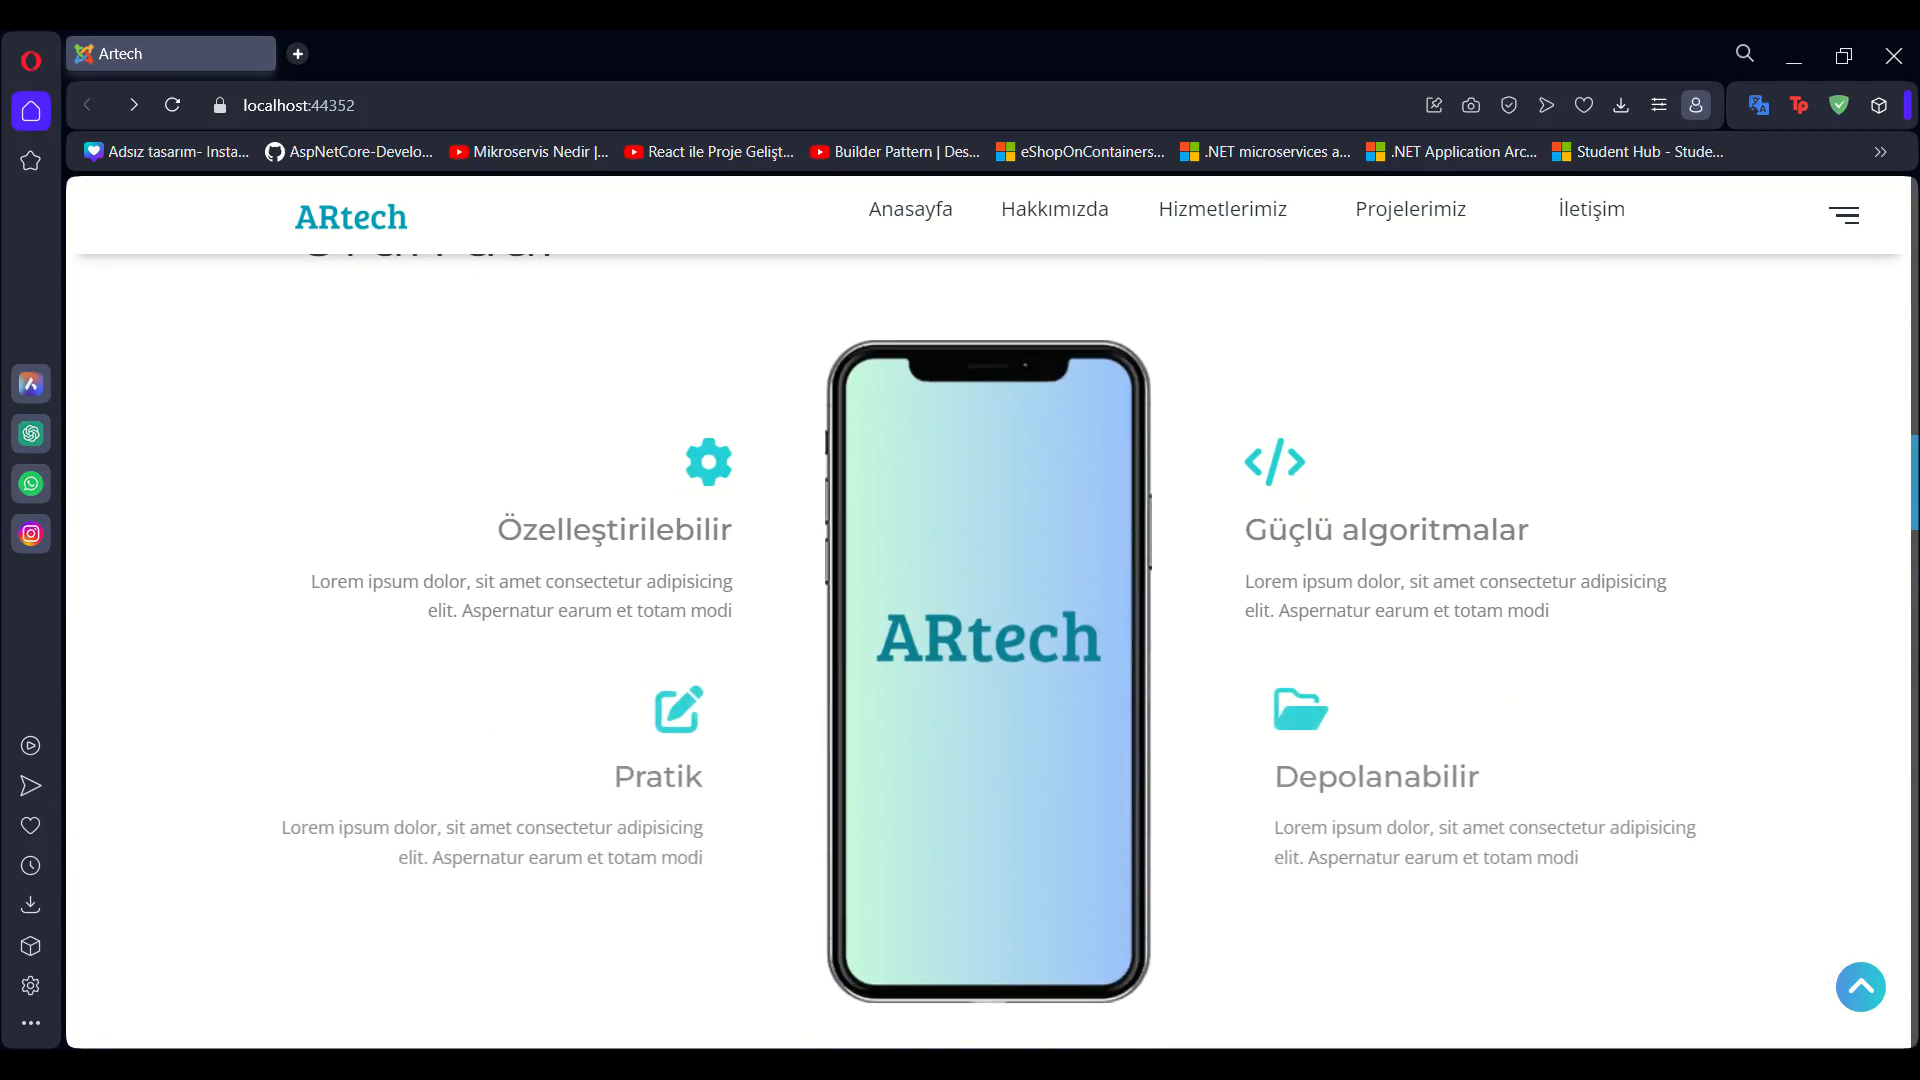 Artech
localhost:44352
Adsız tasarım- Insta...
AspNetCore-Develo...
Mikroservis Nedir |...
React ile Proje Gelişt...
Builder Pattern | Des...
eShopOnContainers...
.NET microservices a...
.NET Application Arc...
Student Hub - Stude...
ARtech
Anasayfa
Hakkımızda
Hizmetlerimiz
Projelerimiz
İletişim
Özelleştirilebilir
Lorem ipsum dolor, sit amet consectetur adipisicing
elit. Aspernatur earum et totam modi
Pratik
Lorem ipsum dolor, sit amet consectetur adipisicing
elit. Aspernatur earum et totam modi
ARtech
Güçlü algoritmalar
Lorem ipsum dolor, sit amet consectetur adipisicing
elit. Aspernatur earum et totam modi
Depolanabilir
Lorem ipsum dolor, sit amet consectetur adipisicing
elit. Aspernatur earum et totam modi